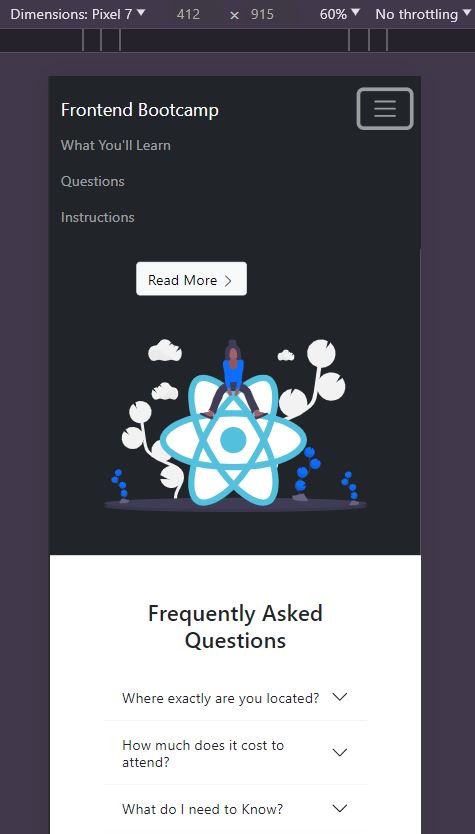 Dimensions: Pixel 7 412 × 915 60% No throttling
Frontend Bootcamp
What You'll Learn
Questions
Instructions
Read More
Frequently Asked
Questions
Where exactly are you located?
How much does it cost to
attend?
What do I need to Know?